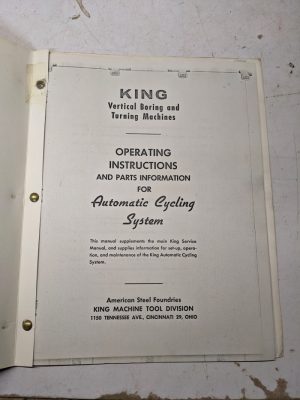 KING
Vertical Boring and
Turning Machines
OPERATING
INSTRUCTIONS
AND PARTS INFORMATION
FOR
Automatic Cycling
System
This manual supplements the main King Service
Manual, and supplies information for set-up, opera-
tion, and maintenance of the King Automatic Cycling
System.
American Steel Foundries
KING MACHINE TOOL DIVISION
1150 TENNESSEE AVE., CINCINNATI 29, OHIO